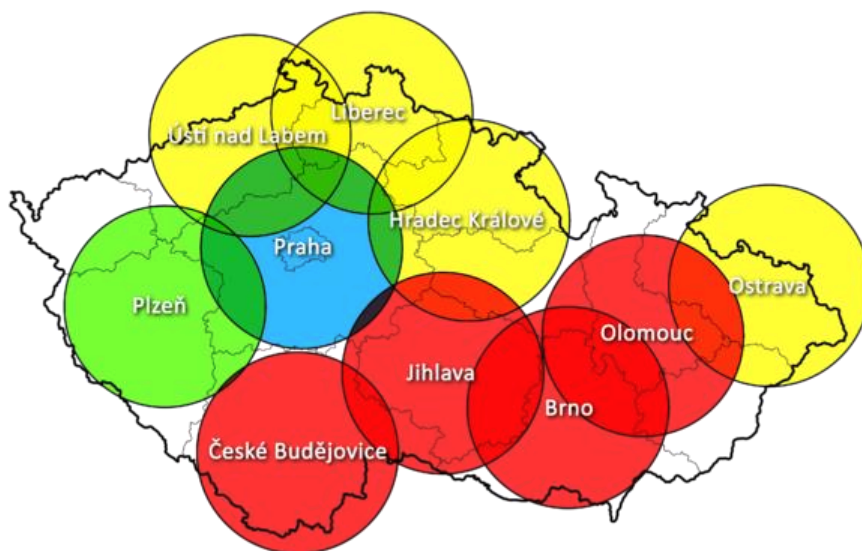 Liberec
Ústí nad Labem
Hradec Králové
Praha
Ostrava
Plzeň
Olomouc
Jihlava
Brno
České Budějovice